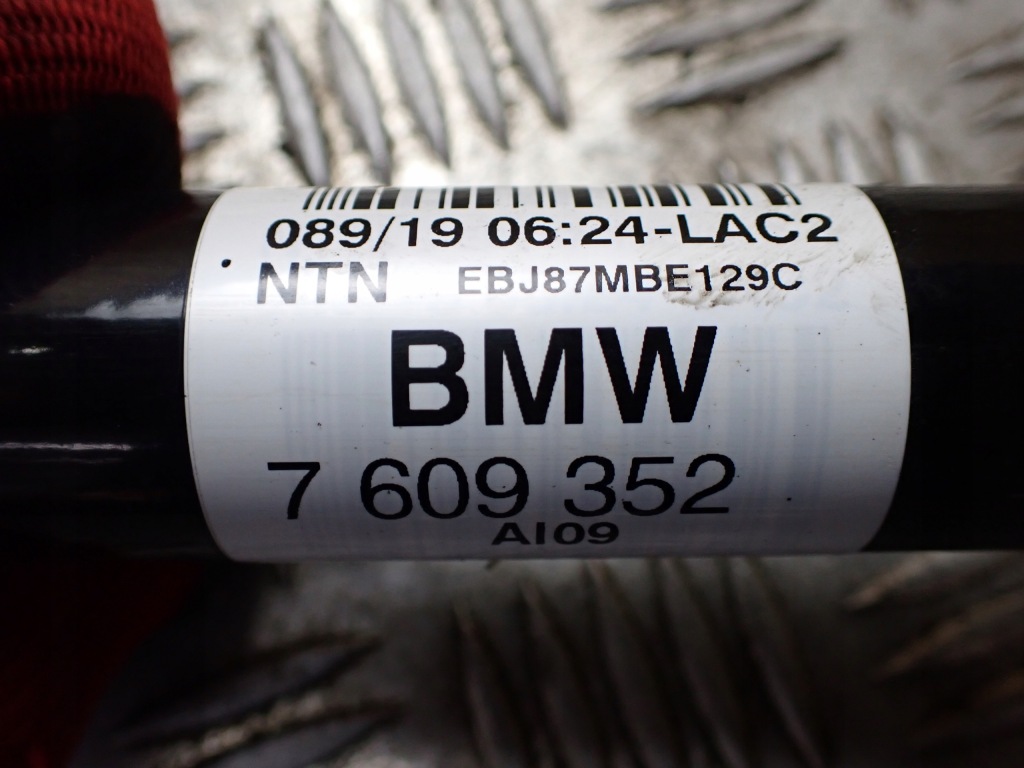 089/19 06:24-LAC2
NTN EBJ87MBE129C
BMW
7 609 352
AI09